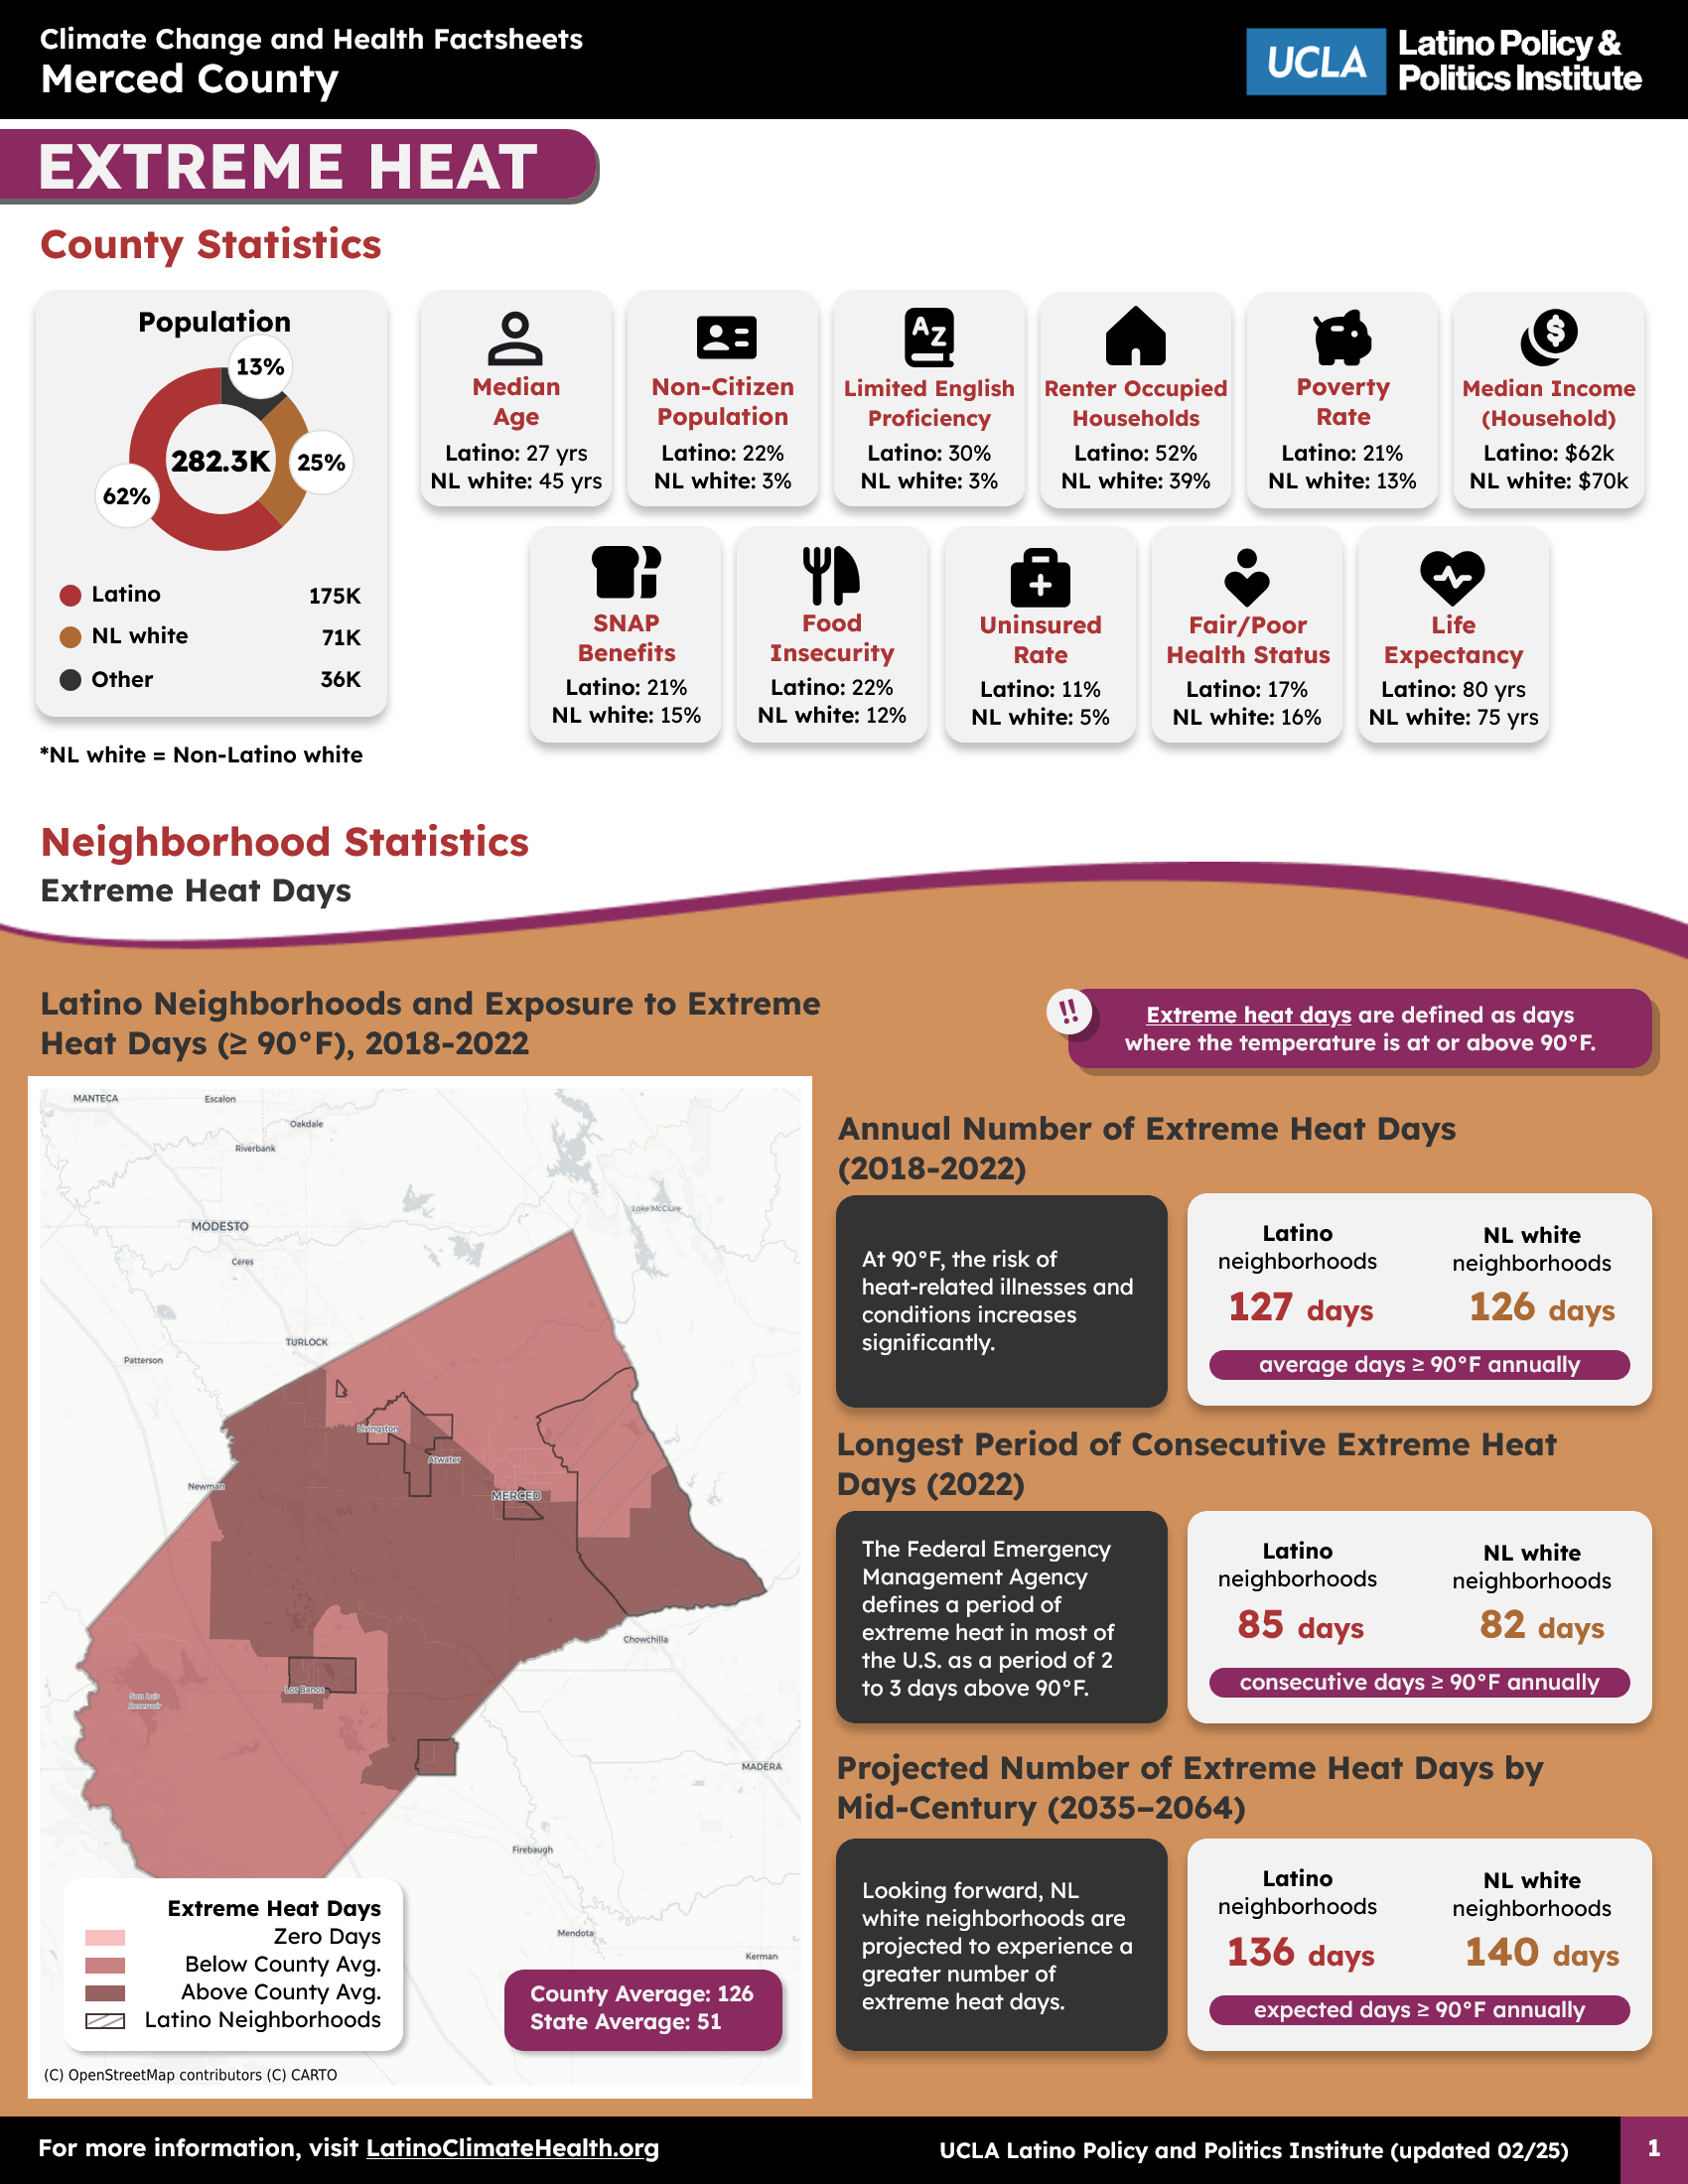 Climate Change and Health Factsheets
Merced County
UCLA
Latino Policy &
Politics Institute
EXTREME HEAT
County Statistics
Population
13%
282.3K
25%
62%
Latino 175K
NL white 71K
Other 36K
*NL white = Non-Latino white
Median
Age
Latino: 27 yrs
NL white: 45 yrs
Non-Citizen
Population
Latino: 22%
NL white: 3%
A Z
Limited English
Proficiency
Latino: 30%
NL white: 3%
Renter Occupied
Households
Latino: 52%
NL white: 39%
Poverty
Rate
Latino: 21%
NL white: 13%
$
Median Income
(Household)
Latino: $62k
NL white: $70k
SNAP
Benefits
Latino: 21%
NL white: 15%
Food
Insecurity
Latino: 22%
NL white: 12%
Uninsured
Rate
Latino: 11%
NL white: 5%
Fair/Poor
Health Status
Latino: 17%
NL white: 16%
Life
Expectancy
Latino: 80 yrs
NL white: 75 yrs
Neighborhood Statistics
Extreme Heat Days
Latino Neighborhoods and Exposure to Extreme
Heat Days (≥ 90°F), 2018-2022
!!
Extreme heat days are defined as days
where the temperature is at or above 90°F.
MANTECA
Escalon
Oakdale
Riverbank
Lake McClure
MODESTO
Ceres
TURLOCK
Patterson
Livingston
Atwater
Newman
MERCED
Chowchilla
Los Banos
San Luis
Reservoir
MADERA
Firebaugh
Mendota
Kerman
Extreme Heat Days
Zero Days
Below County Avg.
Above County Avg.
Latino Neighborhoods
County Average: 126
State Average: 51
(C) OpenStreetMap contributors (C) CARTO
Annual Number of Extreme Heat Days
(2018-2022)
At 90°F, the risk of
heat-related illnesses and
conditions increases
significantly.
Latino
neighborhoods
127 days
NL white
neighborhoods
126 days
average days ≥ 90°F annually
Longest Period of Consecutive Extreme Heat
Days (2022)
The Federal Emergency
Management Agency
defines a period of
extreme heat in most of
the U.S. as a period of 2
to 3 days above 90°F.
Latino
neighborhoods
85 days
NL white
neighborhoods
82 days
consecutive days ≥ 90°F annually
Projected Number of Extreme Heat Days by
Mid-Century (2035–2064)
Looking forward, NL
white neighborhoods are
projected to experience a
greater number of
extreme heat days.
Latino
neighborhoods
136 days
NL white
neighborhoods
140 days
expected days ≥ 90°F annually
For more information, visit LatinoClimateHealth.org
UCLA Latino Policy and Politics Institute (updated 02/25)
1